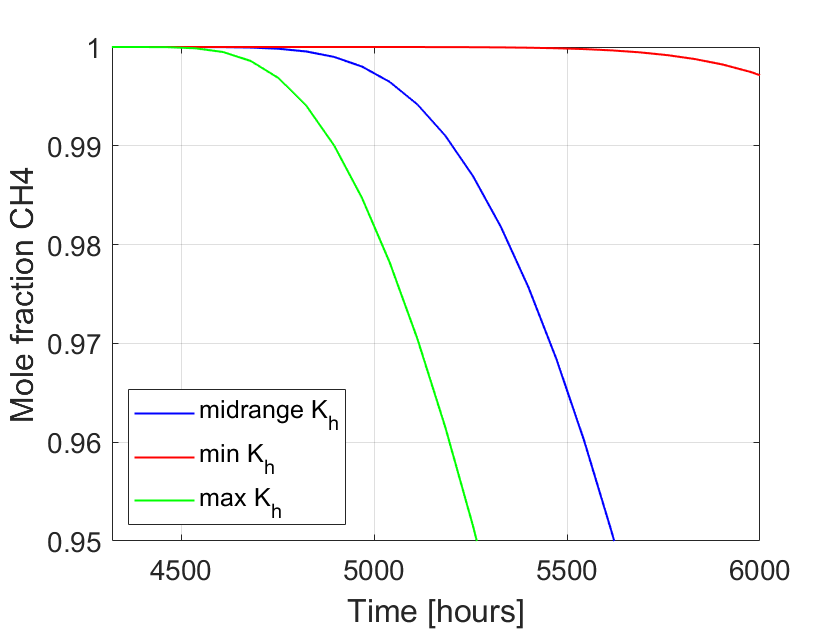 1
0.99
0.98
0.97
0.96
0.95
Mole fraction CH4
midrange K_h
min K_h
max K_h
4500 5000 5500 6000
Time [hours]